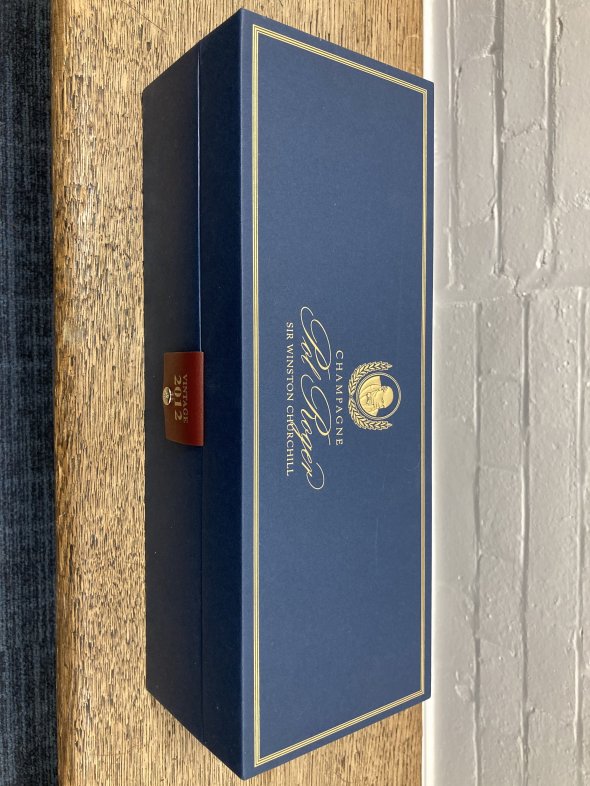 CHAMPAGNE
Pol Roger
SIR WINSTON CHURCHILL
VINTAGE
2012